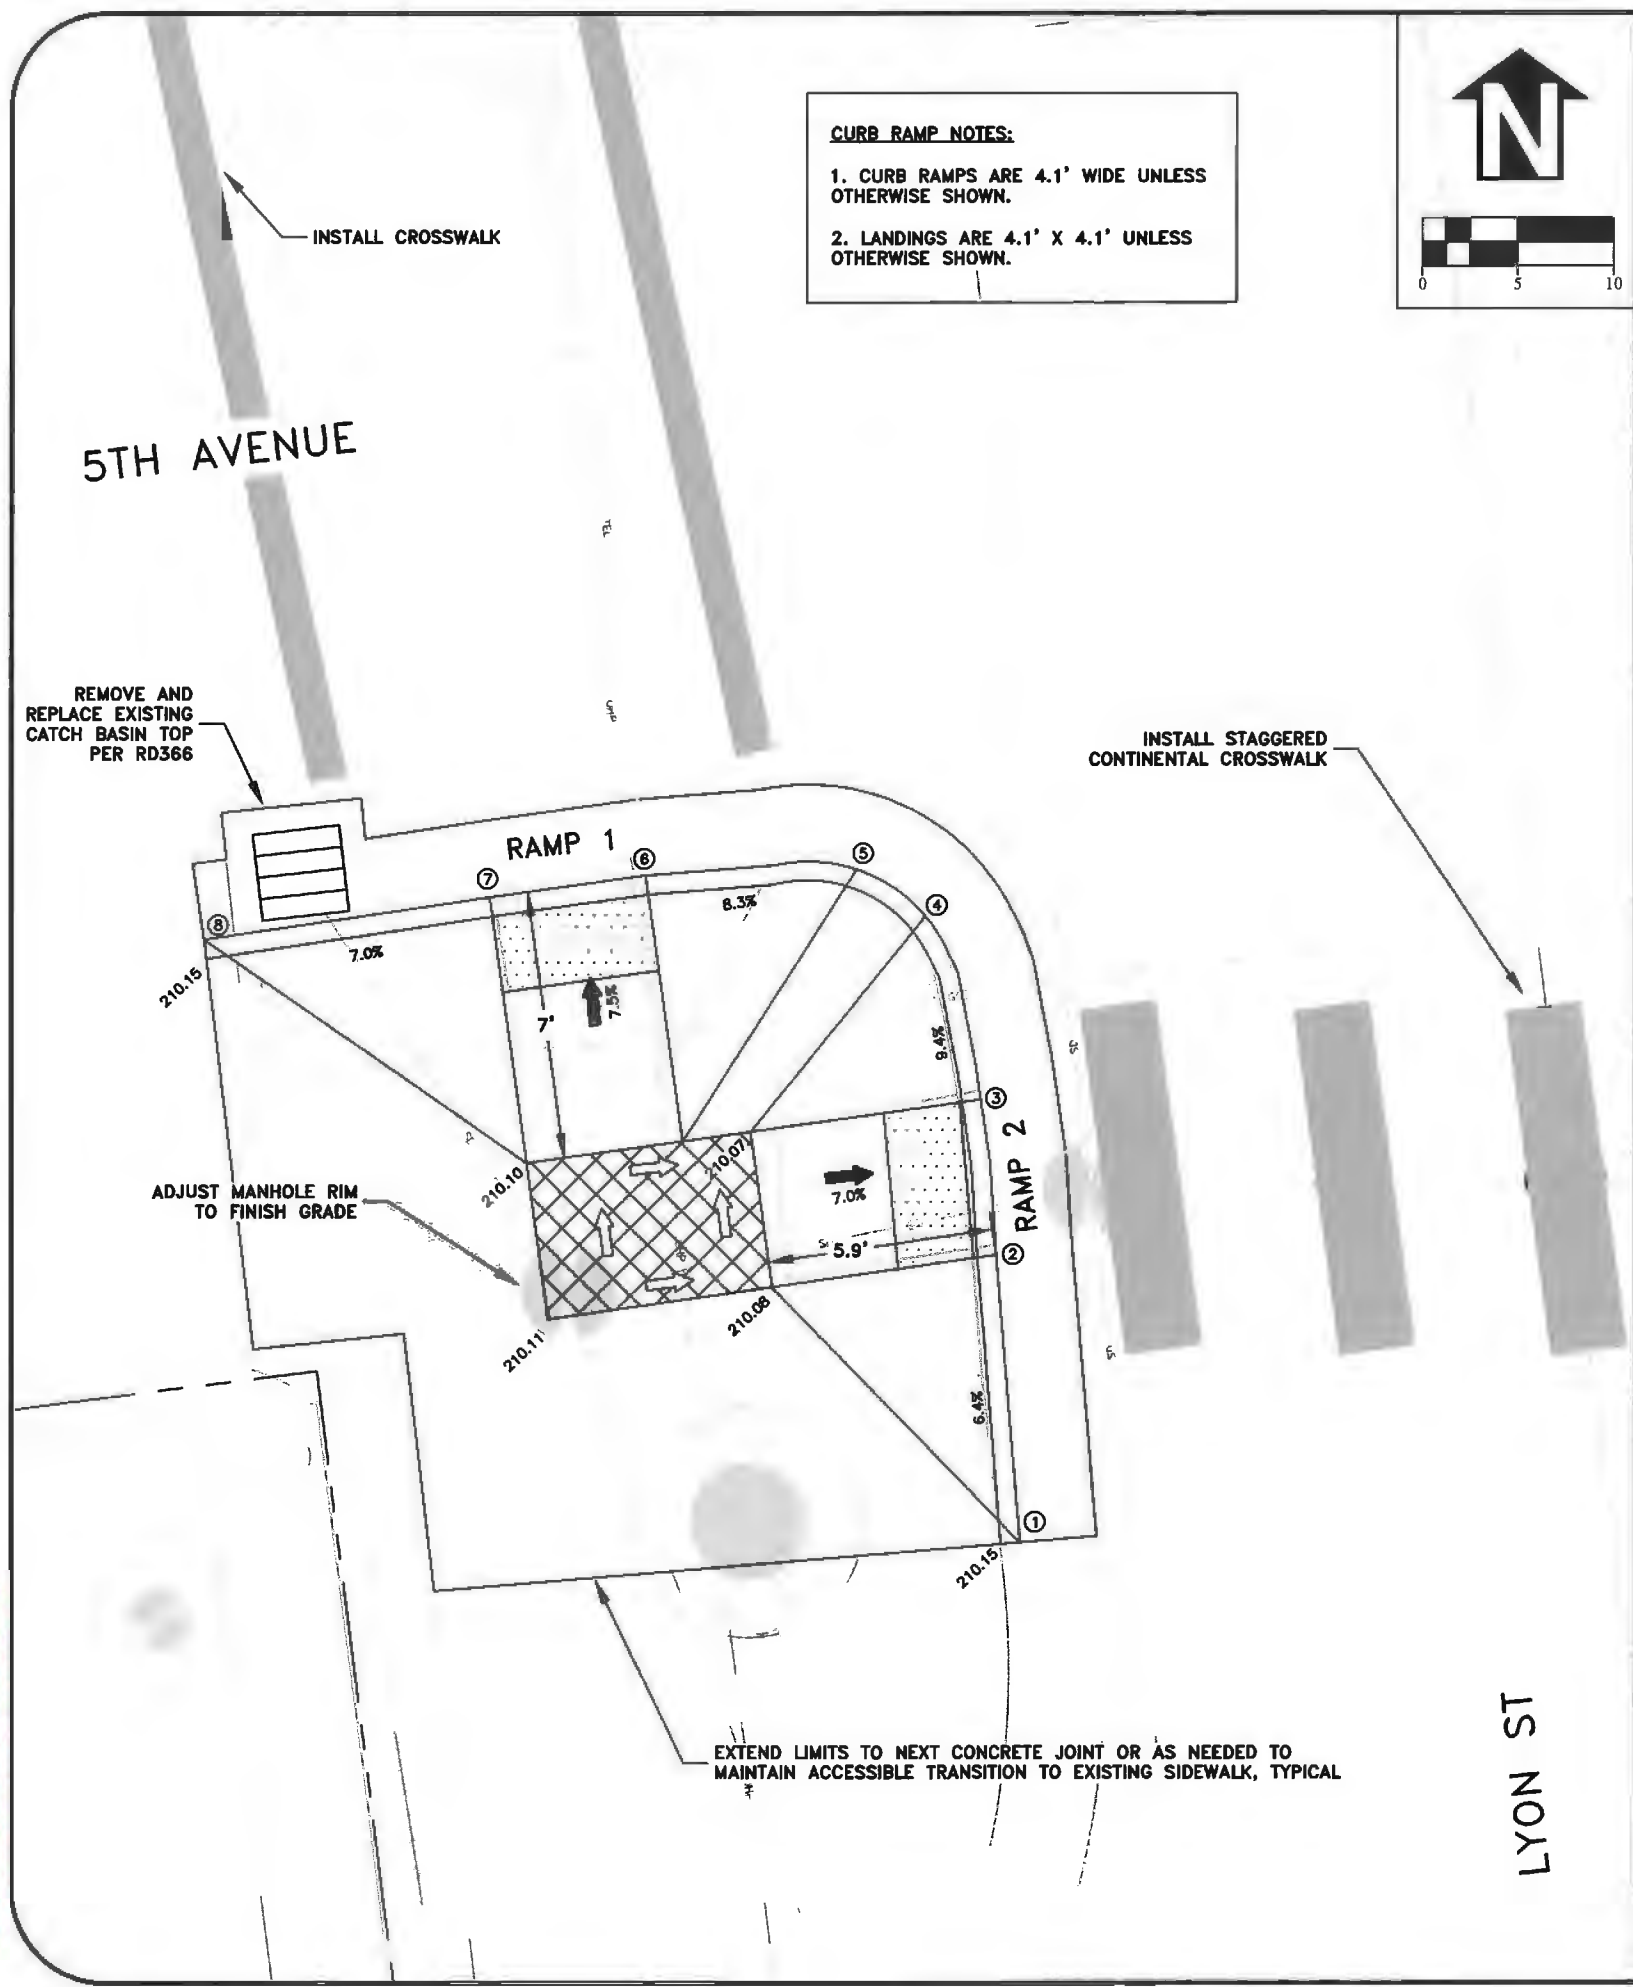 CURB RAMP NOTES:
1. CURB RAMPS ARE 4.1' WIDE UNLESS
OTHERWISE SHOWN.
2. LANDINGS ARE 4.1' X 4.1' UNLESS
OTHERWISE SHOWN.
N
0 5 10
INSTALL CROSSWALK
5TH AVENUE
TEL
REMOVE AND
REPLACE EXISTING
CATCH BASIN TOP
PER RD366
INSTALL STAGGERED
CONTINENTAL CROSSWALK
RAMP 1
8
7
6
5
4
8.3%
7.0%
210.15
7.5%
7'
9.4%
3
RAMP 2
210.10
210.07
7.0%
ADJUST MANHOLE RIM
TO FINISH GRADE
5.9'
2
210.11
210.08
6.4%
1
210.15
EXTEND LIMITS TO NEXT CONCRETE JOINT OR AS NEEDED TO
MAINTAIN ACCESSIBLE TRANSITION TO EXISTING SIDEWALK, TYPICAL
LYON ST